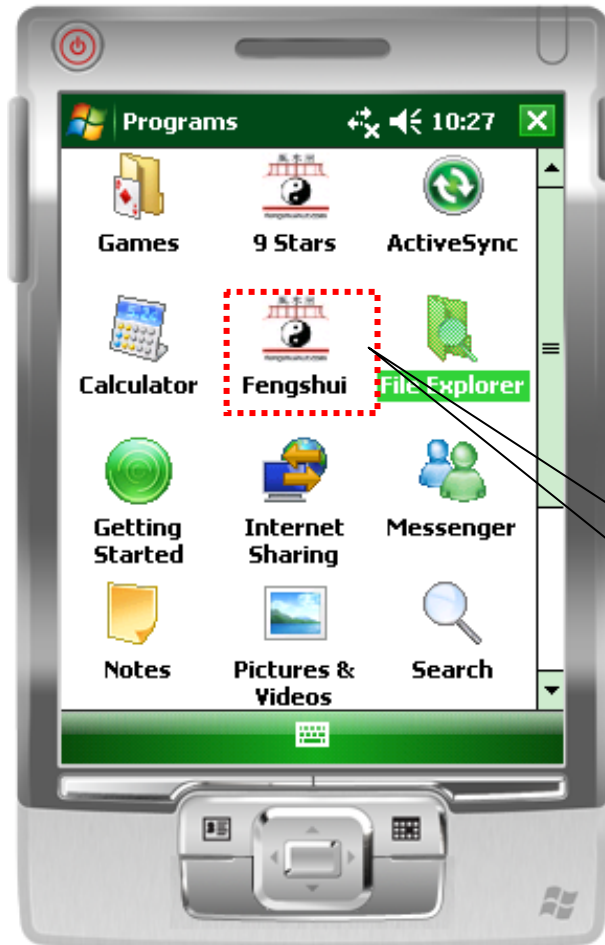 Programs 10:27
Games 9 Stars ActiveSync
Calculator Fengshui File Explorer
Getting Started Internet Sharing Messenger
Notes Pictures & Videos Search